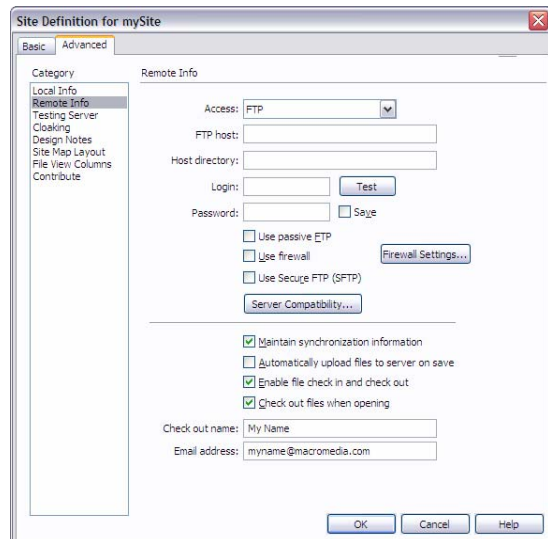 Site Definition for mySite
Basic
Advanced
Category
Local Info
Remote Info
Testing Server
Cloaking
Design Notes
Site Map Layout
File View Columns
Contribute
Remote Info
Access: FTP
FTP host:
Host directory:
Login:
Test
Password:
Save
Use passive FTP
Use firewall
Firewall Settings...
Use Secure FTP (SFTP)
Server Compatibility...
Maintain synchronization information
Automatically upload files to server on save
Enable file check in and check out
Check out files when opening
Check out name: My Name
Email address: myname@macromedia.com
OK
Cancel
Help